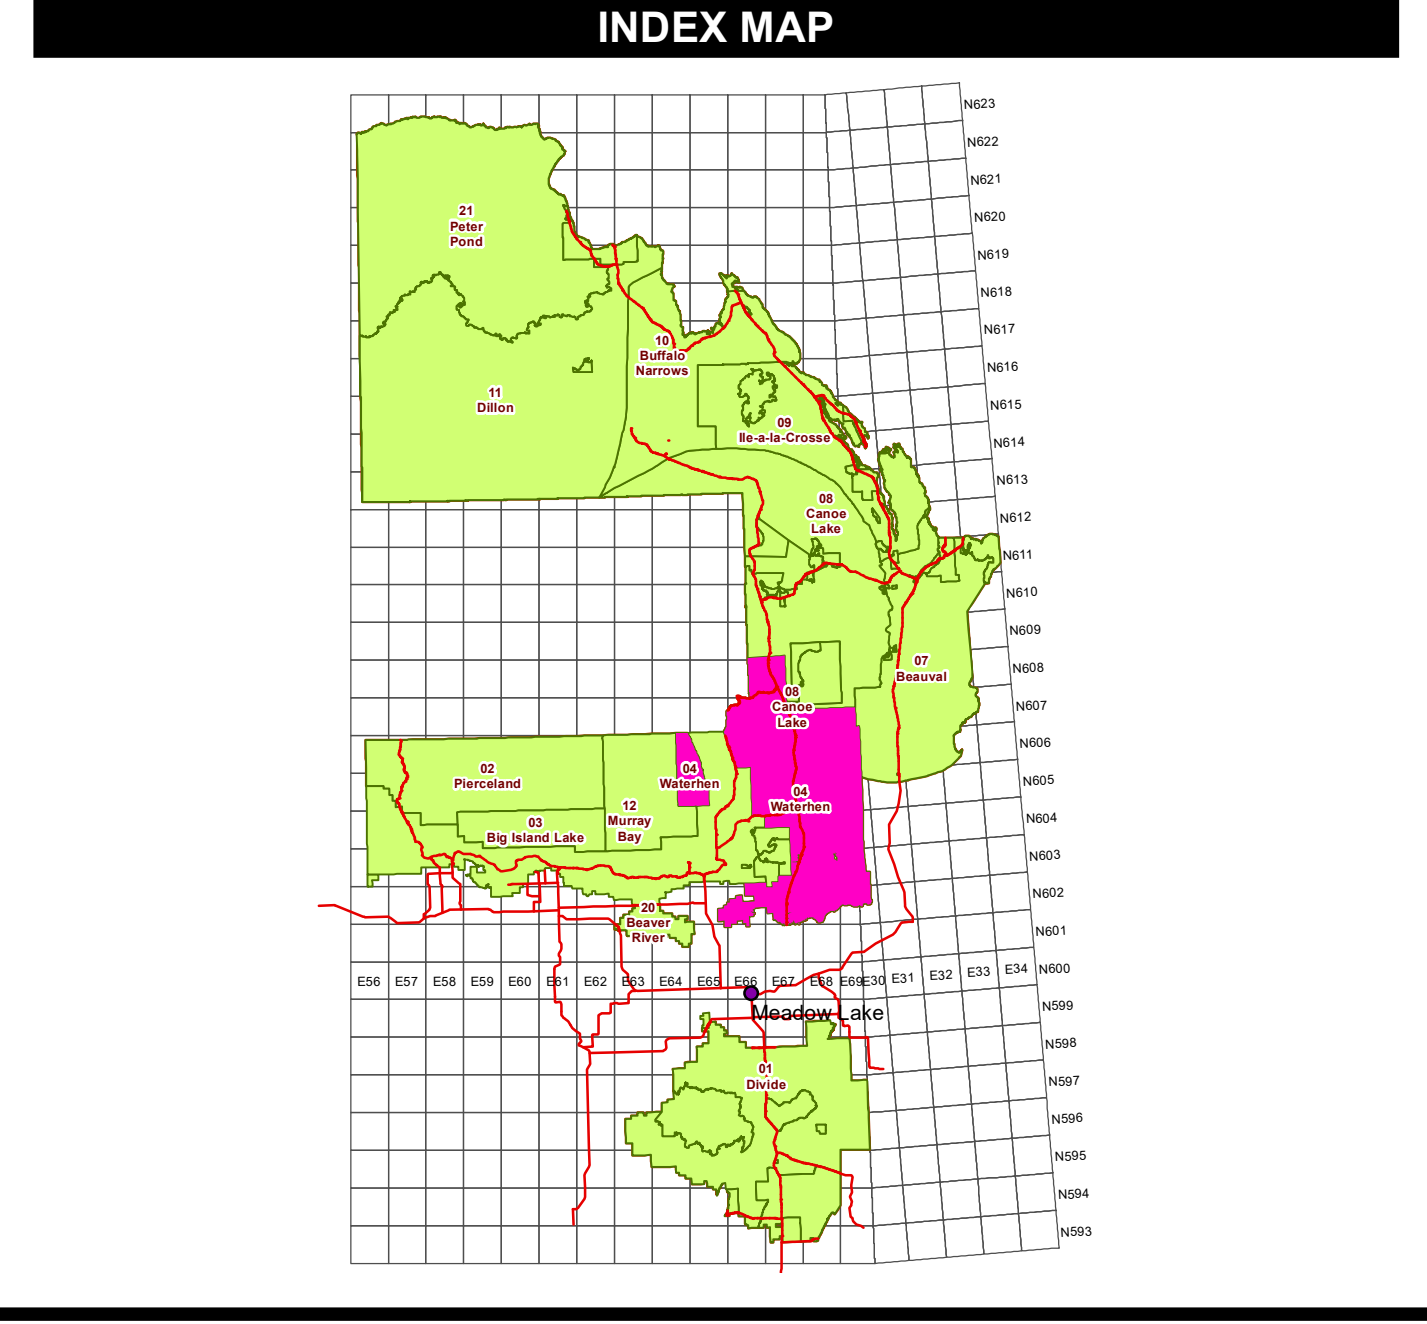 INDEX MAP
N623
N622
N621
N620
N619
N618
N617
N616
N615
N614
N613
N612
N611
N610
N609
N608
N607
N606
N605
N604
N603
N602
N601
N600
N599
N598
N597
N596
N595
N594
N593
21
Peter
Pond
10
Buffalo
Narrows
11
Dillon
09
Ile-a-la-Crosse
08
Canoe
Lake
07
Beauval
08
Canoe
Lake
02
Pierceland
04
Waterhen
04
Waterhen
12
Murray
Bay
03
Big Island Lake
20
Beaver
River
E56 E57 E58 E59 E60 E61 E62 E63 E64 E65 E66 E67 E68 E69 E30 E31 E32 E33 E34
Meadow Lake
01
Divide